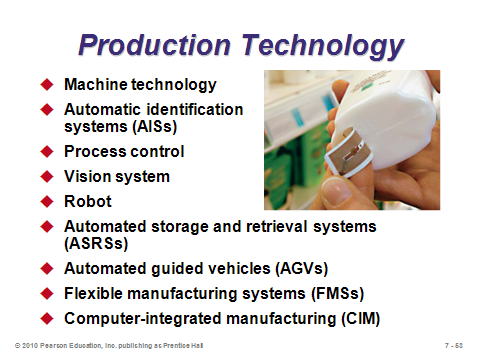 Production Technology
Machine technology
Automatic identification
systems (AISs)
Process control
Vision system
Robot
Automated storage and retrieval systems
(ASRSs)
Automated guided vehicles (AGVs)
Flexible manufacturing systems (FMSs)
Computer-integrated manufacturing (CIM)
© 2010 Pearson Education, Inc. publishing as Prentice Hall
7 - 53